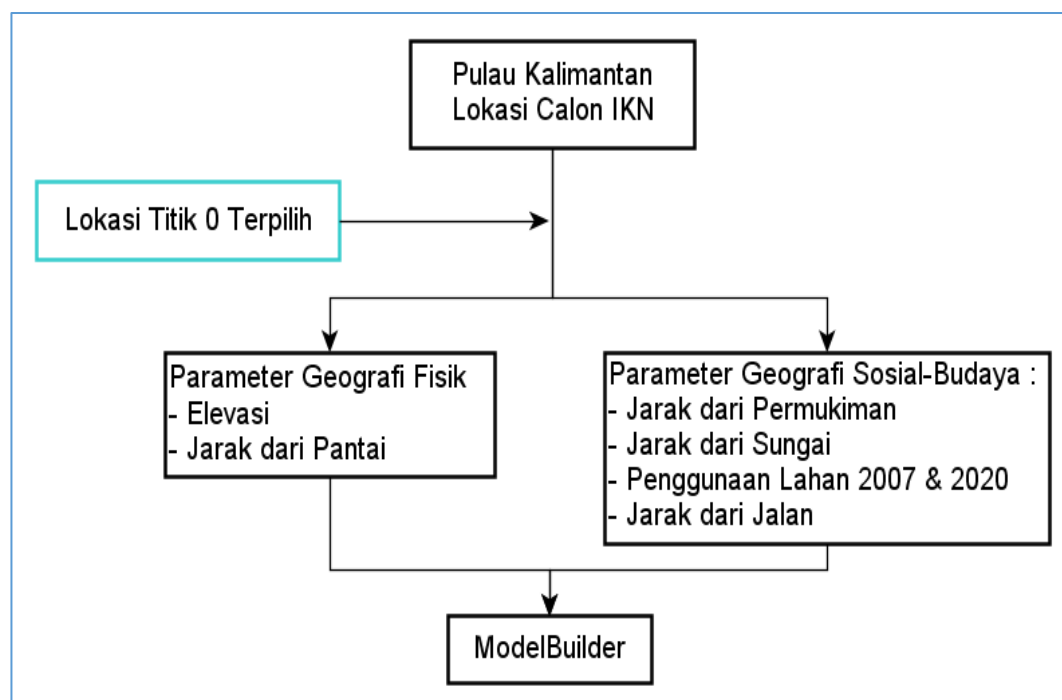 Pulau Kalimantan
Lokasi Calon IKN
Lokasi Titik 0 Terpilih
Parameter Geografi Fisik
- Elevasi
- Jarak dari Pantai
Parameter Geografi Sosial-Budaya :
- Jarak dari Permukiman
- Jarak dari Sungai
- Penggunaan Lahan 2007 & 2020
- Jarak dari Jalan
ModelBuilder